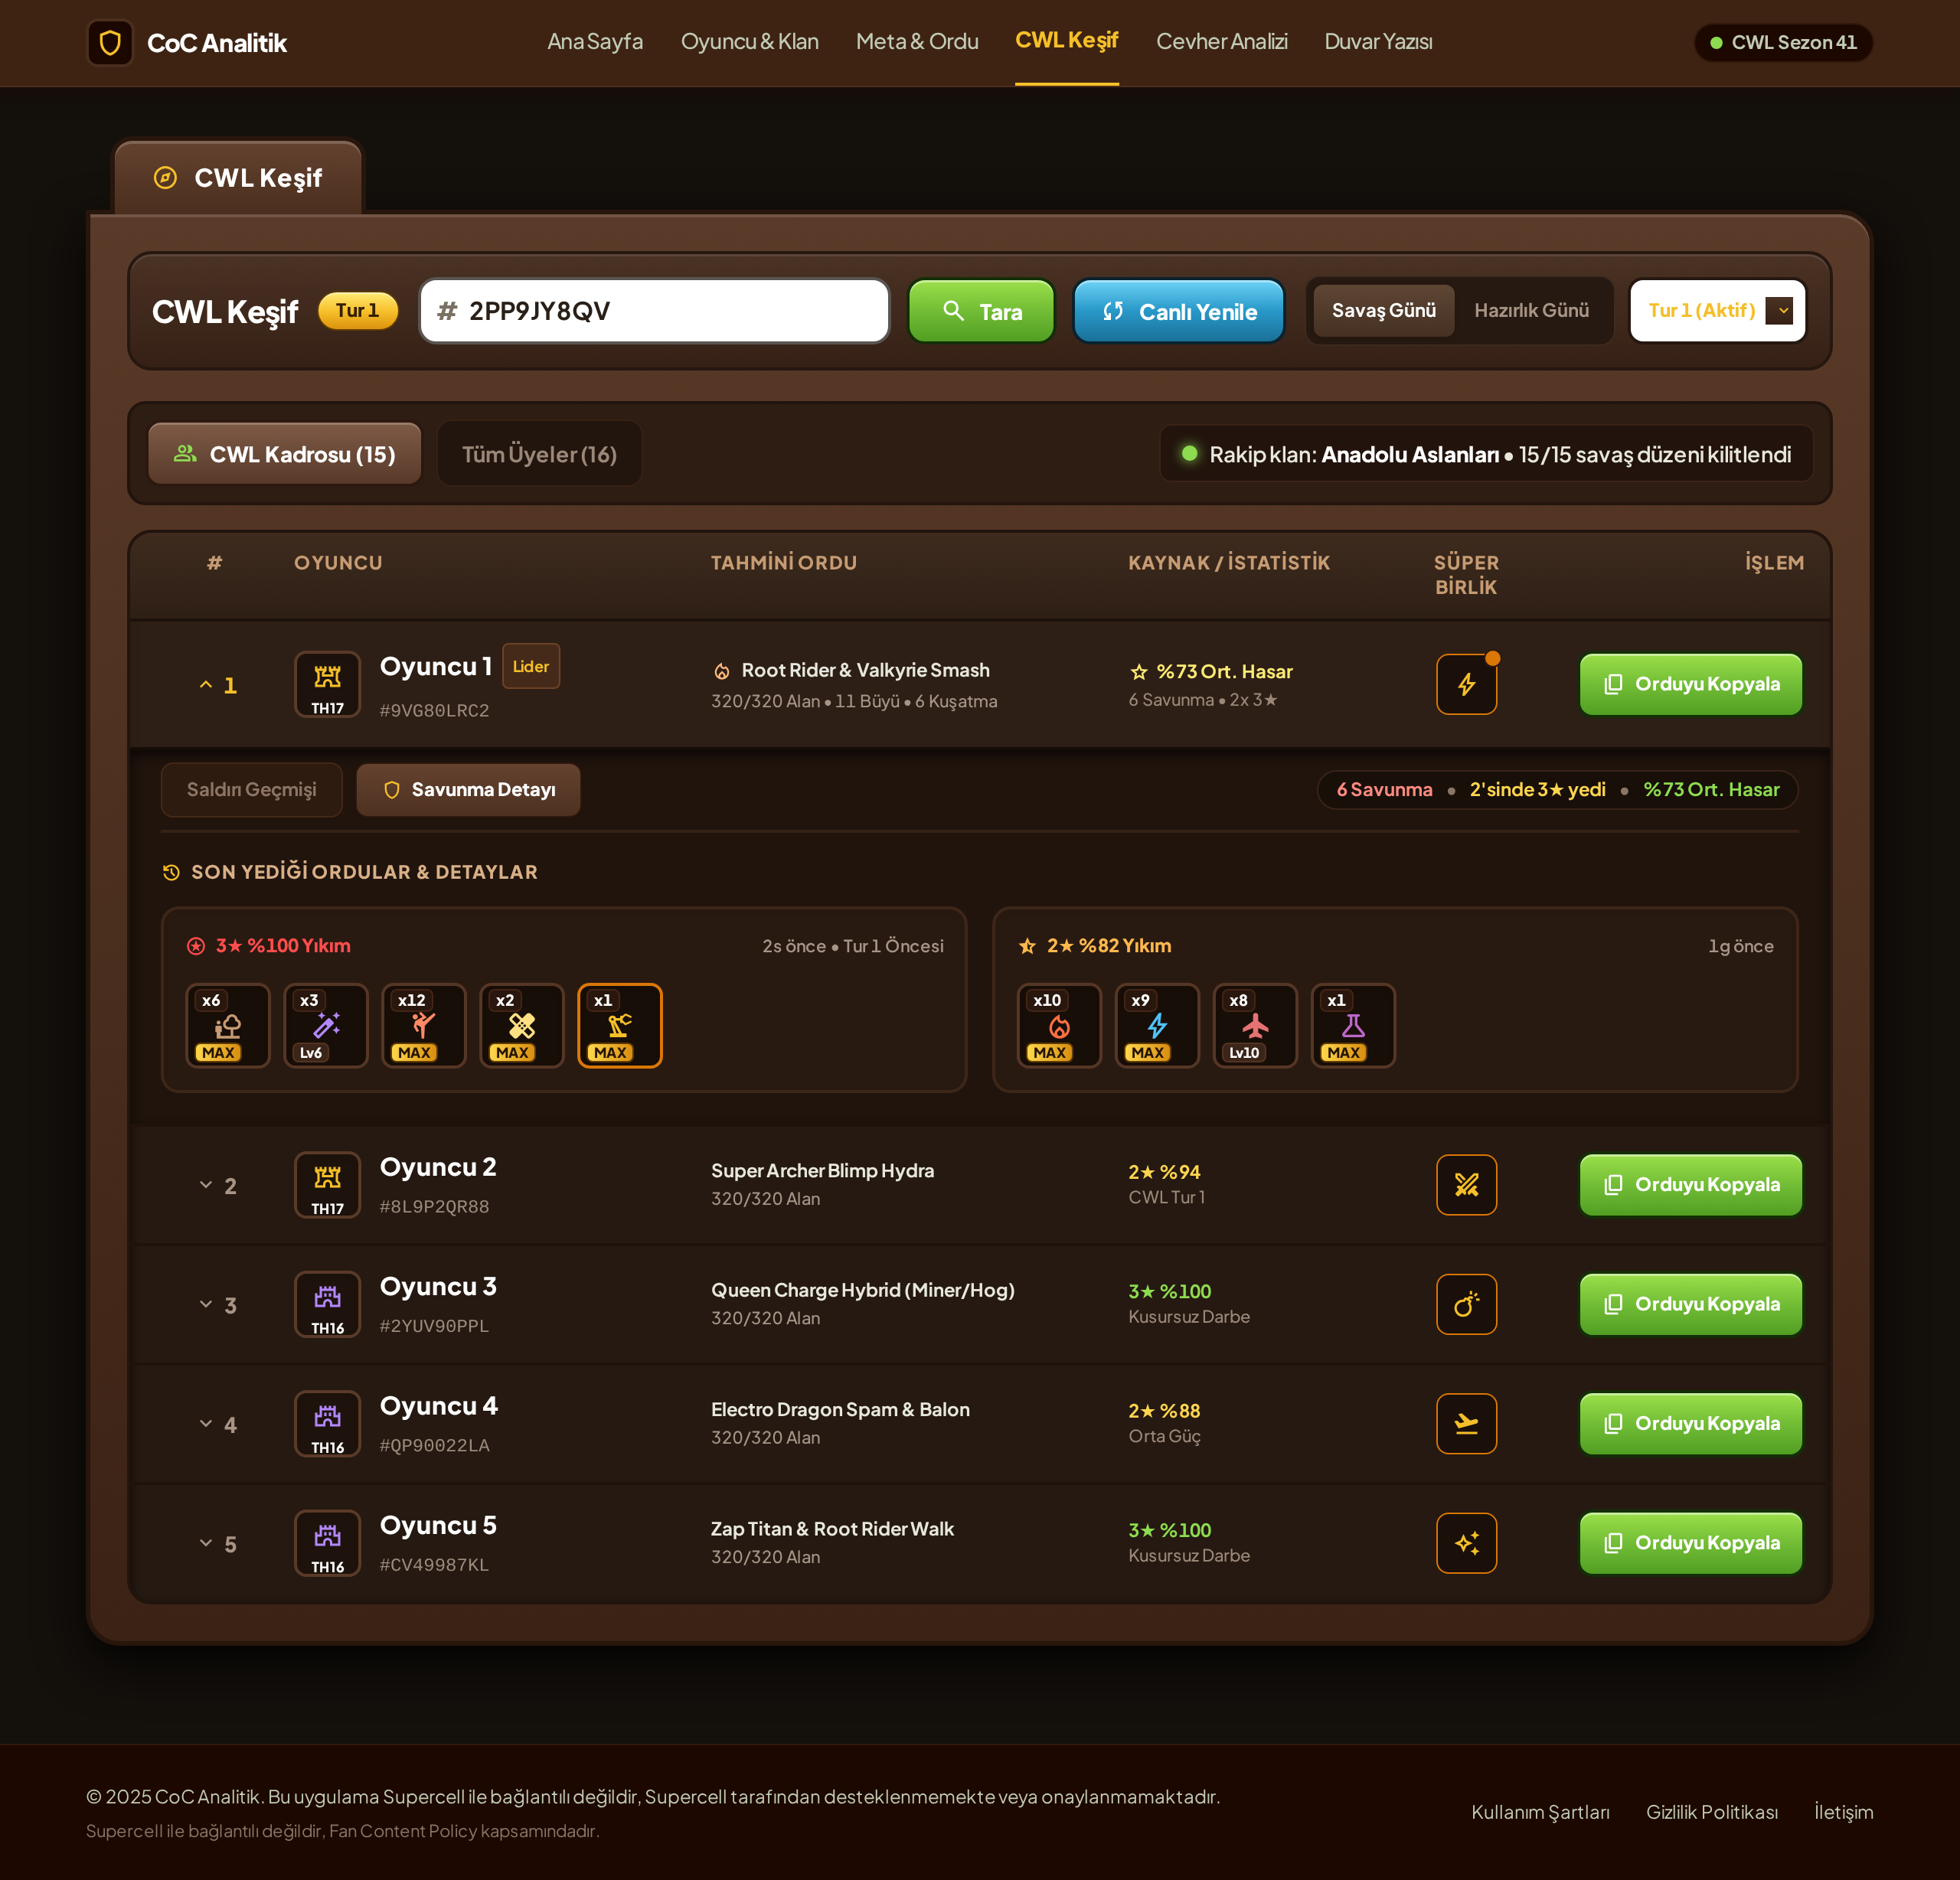 CoC Analitik
Ana Sayfa
Oyuncu & Klan
Meta & Ordu
CWL Keşif
Cevher Analizi
Duvar Yazısı
CWL Sezon 41
CWL Keşif
CWL Keşif
Tur 1
# 2PP9JY8QV
Tara
Canlı Yenile
Savaş Günü
Hazırlık Günü
Tur 1 (Aktif)
CWL Kadrosu (15)
Tüm Üyeler (16)
Rakip klan: Anadolu Aslanları • 15/15 savaş düzeni kilitlendi
#
OYUNCU
TAHMİNİ ORDU
KAYNAK / İSTATİSTİK
SÜPER
BİRLİK
İŞLEM
1
TH17
Oyuncu 1
Lider
#9VG80LRC2
Root Rider & Valkyrie Smash
320/320 Alan • 11 Büyü • 6 Kuşatma
%73 Ort. Hasar
6 Savunma • 2x 3★
Orduyu Kopyala
Saldırı Geçmişi
Savunma Detayı
6 Savunma • 2'sinde 3★ yedi • %73 Ort. Hasar
SON YEDİĞİ ORDULAR & DETAYLAR
3★ %100 Yıkım
2s önce • Tur 1 Öncesi
x6
MAX
x3
Lv6
x12
MAX
x2
MAX
x1
MAX
2★ %82 Yıkım
1g önce
x10
MAX
x9
MAX
x8
Lv10
x1
MAX
2
TH17
Oyuncu 2
#8L9P2QR88
Super Archer Blimp Hydra
320/320 Alan
2★ %94
CWL Tur 1
Orduyu Kopyala
3
TH16
Oyuncu 3
#2YUV90PPL
Queen Charge Hybrid (Miner/Hog)
320/320 Alan
3★ %100
Kusursuz Darbe
Orduyu Kopyala
4
TH16
Oyuncu 4
#QP90022LA
Electro Dragon Spam & Balon
320/320 Alan
2★ %88
Orta Güç
Orduyu Kopyala
5
TH16
Oyuncu 5
#CV49987KL
Zap Titan & Root Rider Walk
320/320 Alan
3★ %100
Kusursuz Darbe
Orduyu Kopyala
© 2025 CoC Analitik. Bu uygulama Supercell ile bağlantılı değildir, Supercell tarafından desteklenmemekte veya onaylanmamaktadır.
Supercell ile bağlantılı değildir, Fan Content Policy kapsamındadır.
Kullanım Şartları
Gizlilik Politikası
İletişim